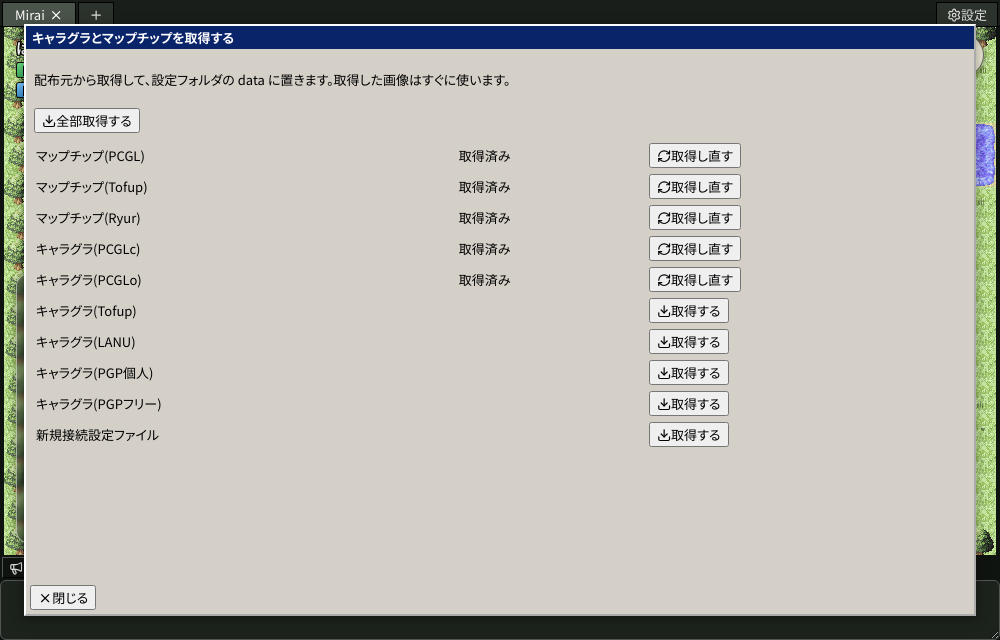 Mirai
設定
キャラグラとマップチップを取得する
配布元から取得して、設定フォルダの data に置きます。取得した画像はすぐに使います。
全部取得する
マップチップ(PCGL) 取得済み 取得し直す
マップチップ(Tofup) 取得済み 取得し直す
マップチップ(Ryur) 取得済み 取得し直す
キャラグラ(PCGLc) 取得済み 取得し直す
キャラグラ(PCGLo) 取得済み 取得し直す
キャラグラ(Tofup) 取得する
キャラグラ(LANU) 取得する
キャラグラ(PGP個人) 取得する
キャラグラ(PGPフリー) 取得する
新規接続設定ファイル 取得する
閉じる